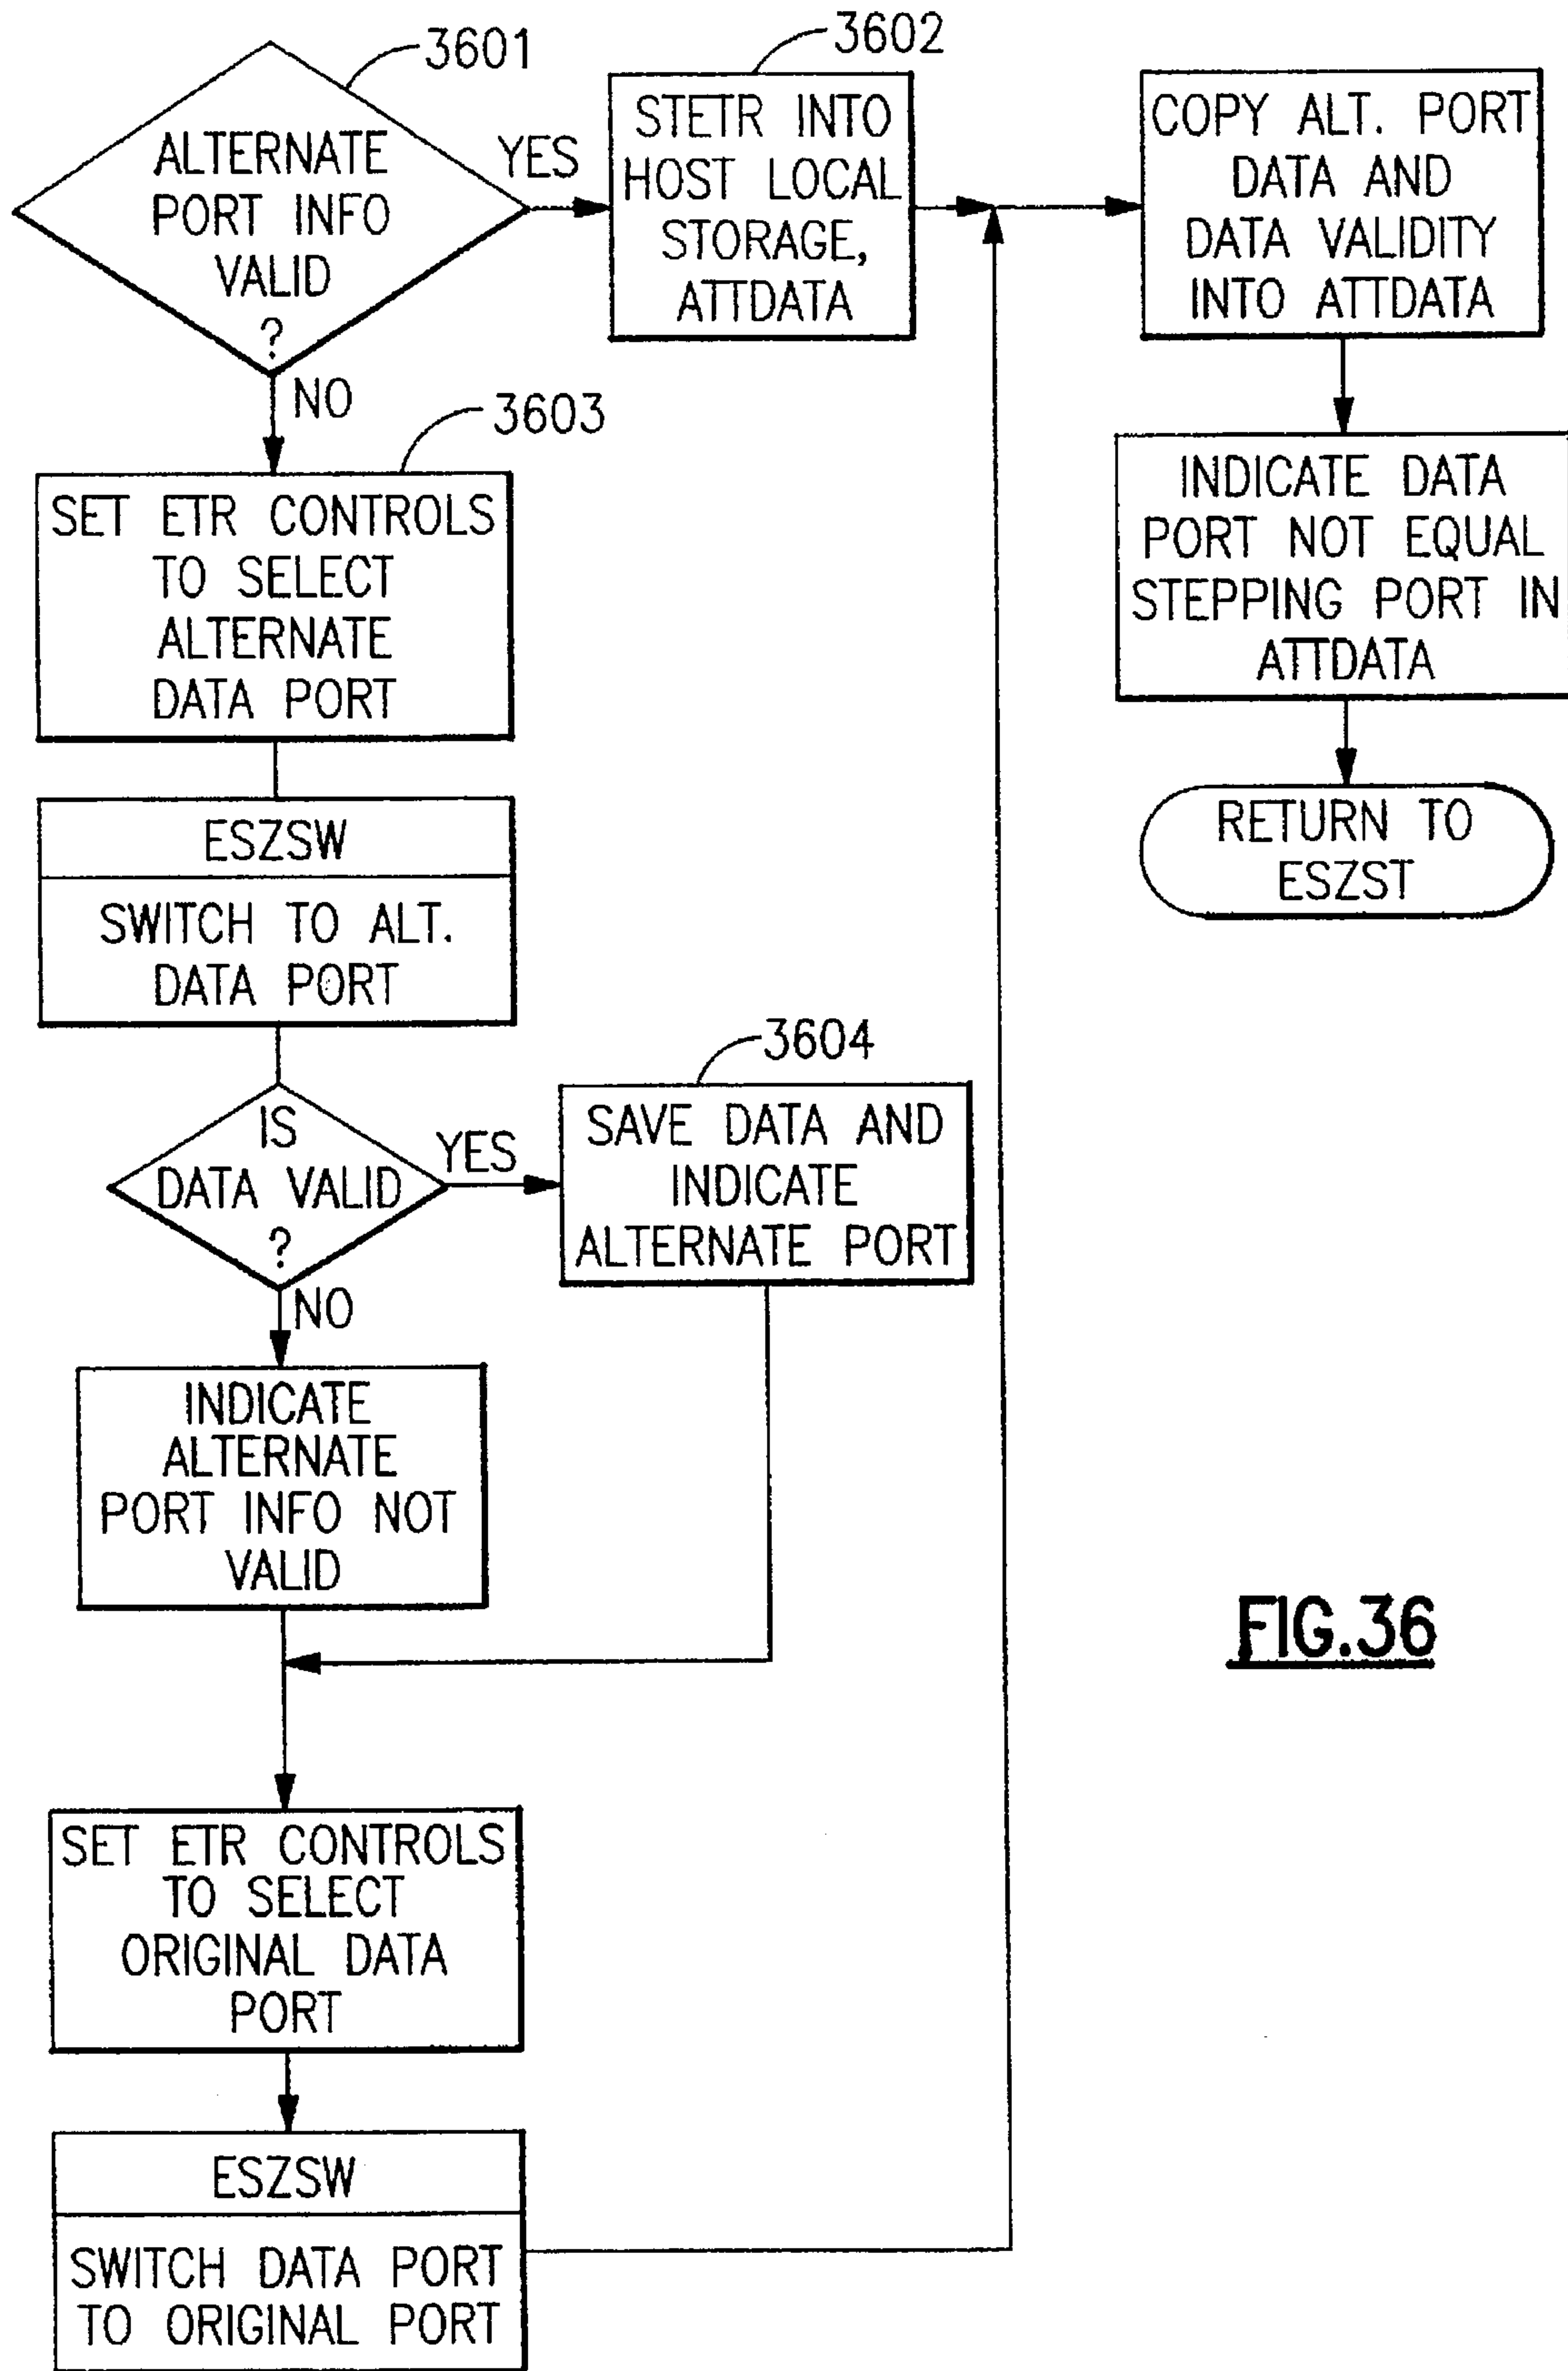 3601
ALTERNATE
PORT INFO
VALID
?
YES
NO
3602
STETR INTO
HOST LOCAL
STORAGE,
ATTDATA
COPY ALT. PORT
DATA AND
DATA VALIDITY
INTO ATTDATA
INDICATE DATA
PORT NOT EQUAL
STEPPING PORT IN
ATTDATA
RETURN TO
ESZST
3603
SET ETR CONTROLS
TO SELECT
ALTERNATE
DATA PORT
ESZSW
SWITCH TO ALT.
DATA PORT
IS
DATA VALID
?
YES
NO
3604
SAVE DATA AND
INDICATE
ALTERNATE PORT
INDICATE
ALTERNATE
PORT INFO NOT
VALID
SET ETR CONTROLS
TO SELECT
ORIGINAL DATA
PORT
ESZSW
SWITCH DATA PORT
TO ORIGINAL PORT
FIG.36